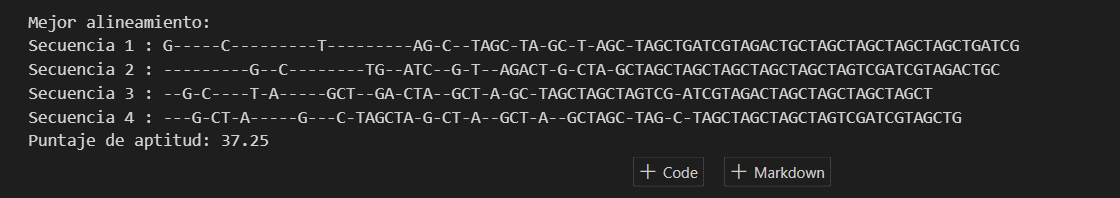 Mejor alineamiento:
Secuencia 1 : G-----C---------T---------AG-C--TAGC-TA-GC-T-AGC-TAGCTGATCGTAGACTGCTAGCTAGCTAGCTAGCTGATCG
Secuencia 2 : ---------G--C--------TG--ATC--G-T--AGACT-G-CTA-GCTAGCTAGCTAGCTAGCTAGCTAGTCGATCGTAGACTGC
Secuencia 3 : --G-C----T-A-----GCT--GA-CTA--GCT-A-GC-TAGCTAGCTAGTCG-ATCGTAGACTAGCTAGCTAGCTAGCT
Secuencia 4 : ---G-CT-A-----G---C-TAGCTA-G-CT-A--GCT-A--GCTAGC-TAG-C-TAGCTAGCTAGCTAGTCGATCGTAGCTG
Puntaje de aptitud: 37.25
+ Code + Markdown